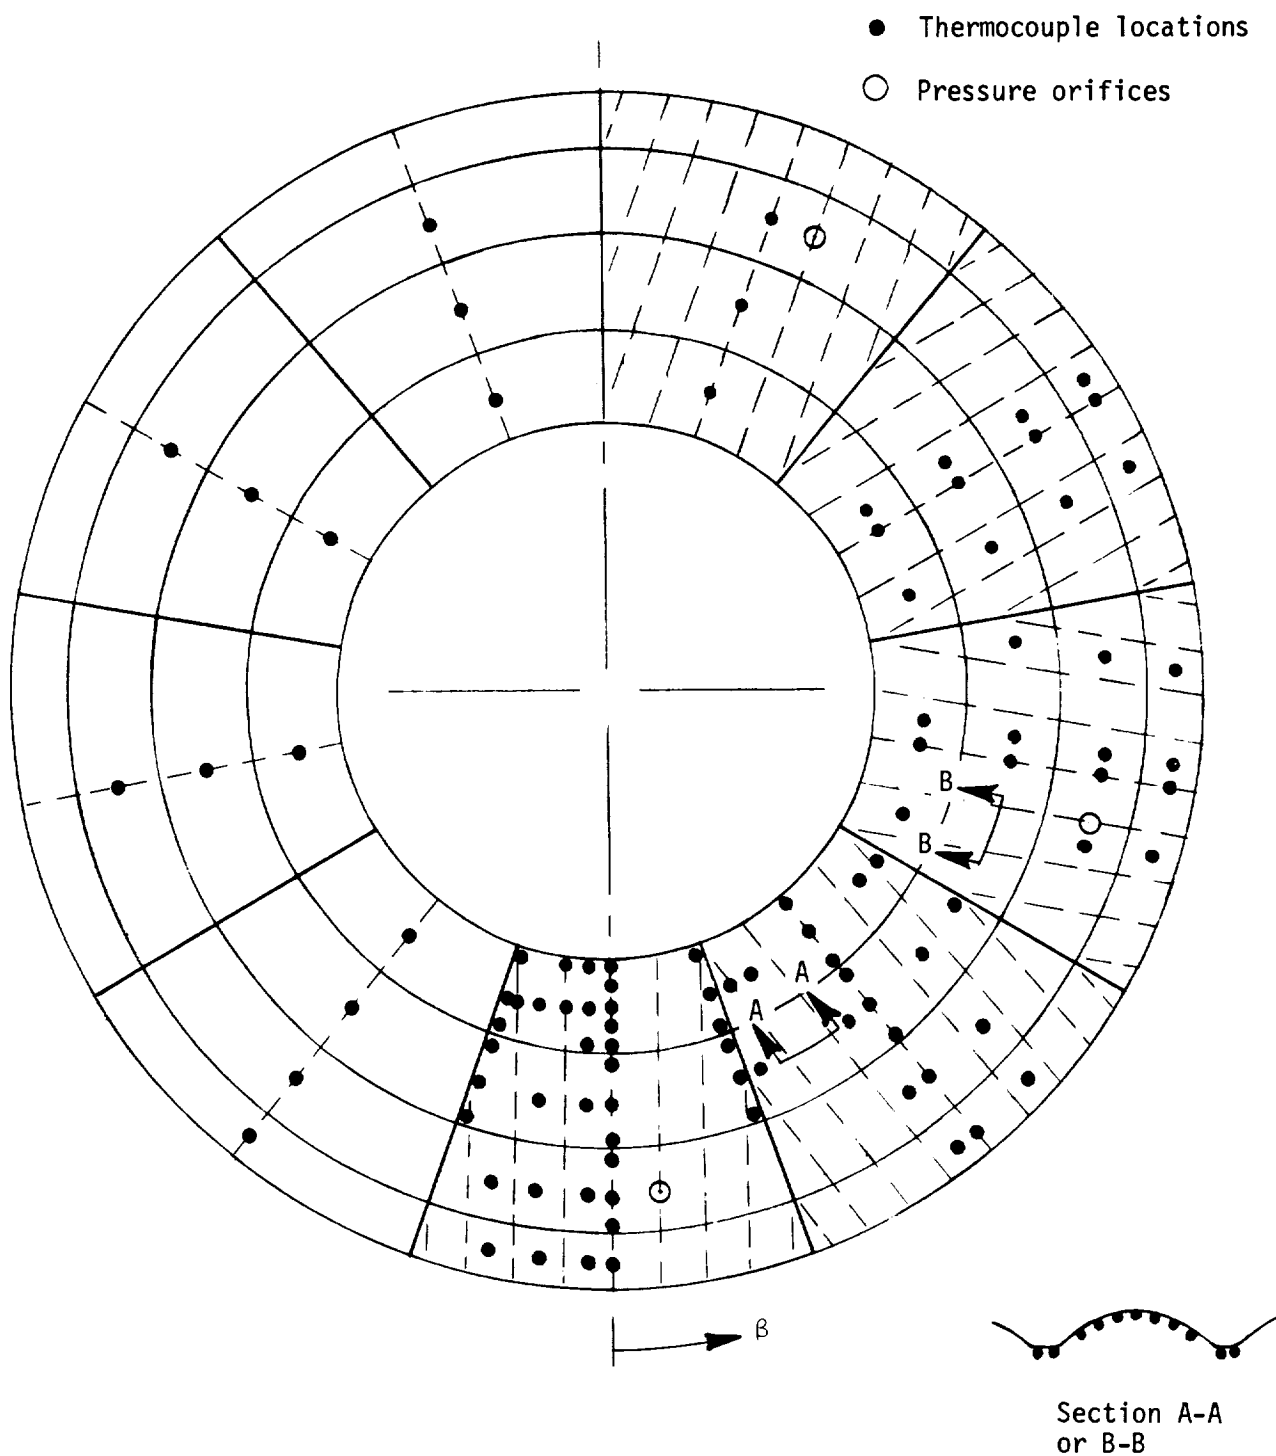 Thermocouple locations
Pressure orifices
B
B
A
A
β
Section A-A
or B-B